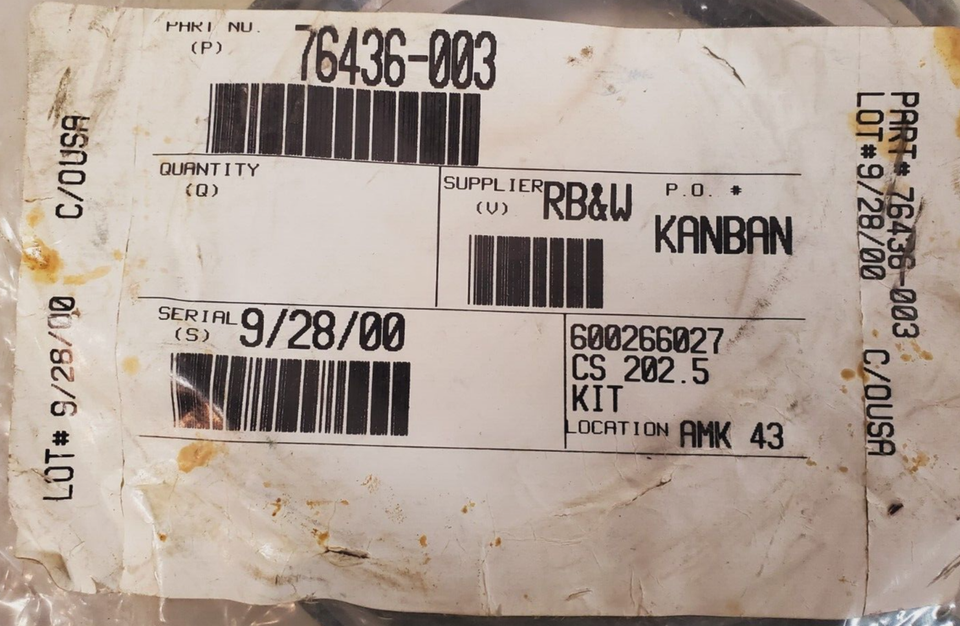 PART NO.
(P)
76436-003
QUANTITY
(Q)
SUPPLIER
(V)
RB&W
P.O. #
KANBAN
SERIAL
(S)
9/28/00
600266027
CS 202.5
KIT
LOCATION AMK 43
LOT# 9/28/00 C/OUSA
PART# 76436-003
LOT#9/28/00 C/OUSA